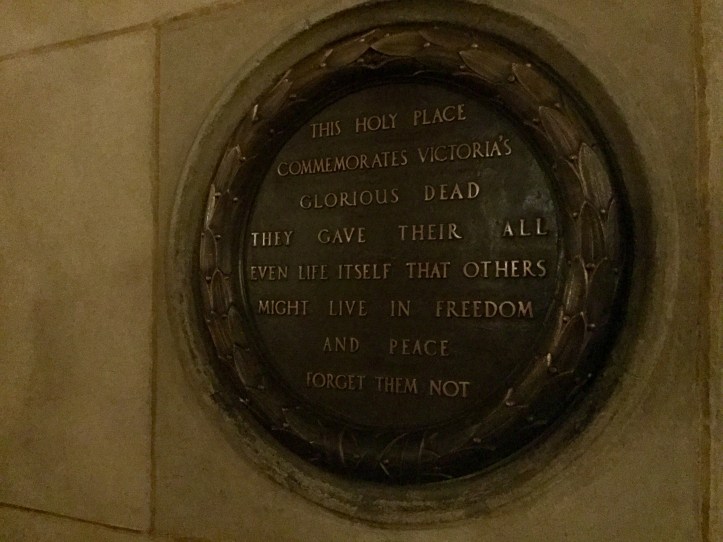 THIS HOLY PLACE
COMMEMORATES VICTORIA'S
GLORIOUS DEAD
THEY GAVE THEIR ALL
EVEN LIFE ITSELF THAT OTHERS
MIGHT LIVE IN FREEDOM
AND PEACE
FORGET THEM NOT